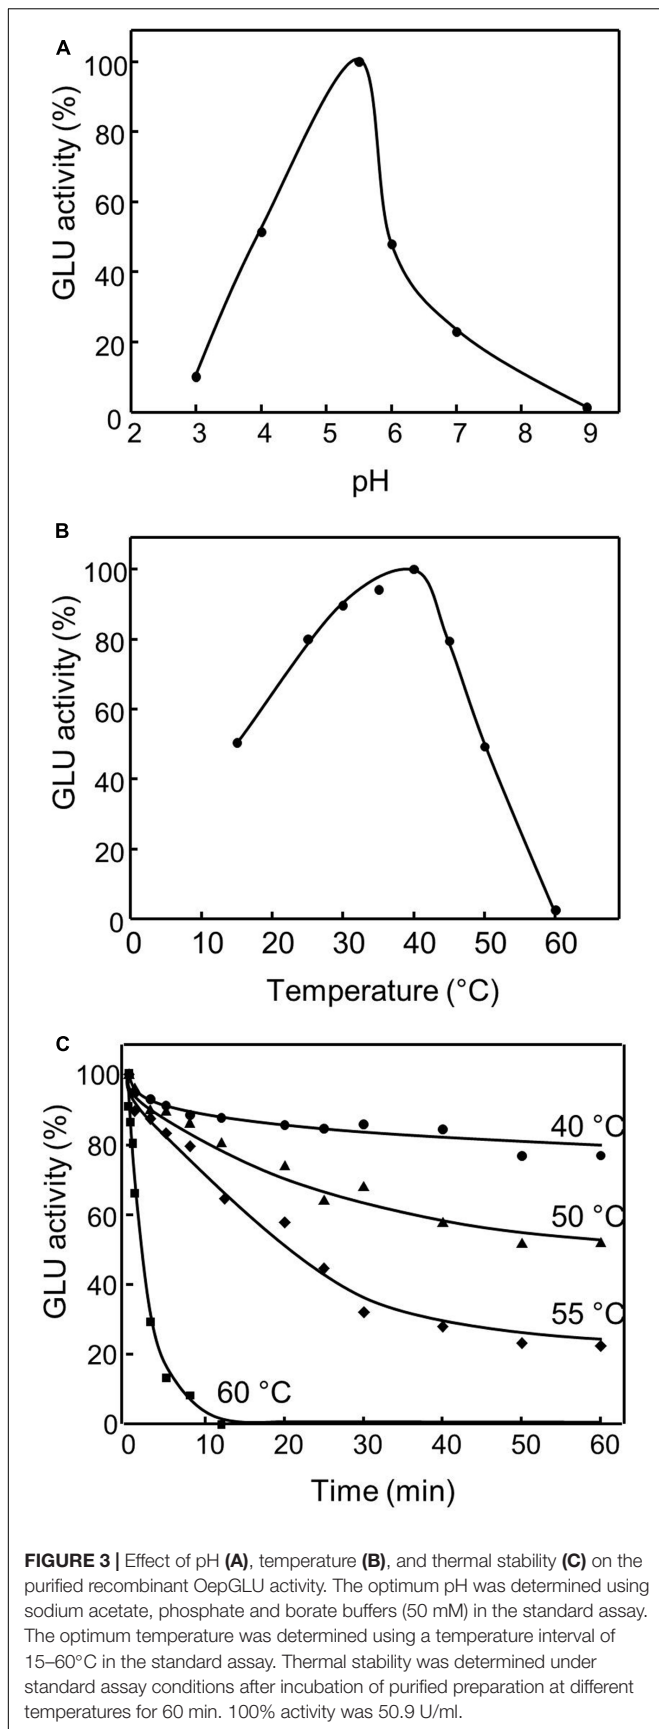 A
GLU activity (%)
100
80
60
40
20
0
2 3 4 5 6 7 8 9
pH
B
GLU activity (%)
100
80
60
40
20
0
0 10 20 30 40 50 60
Temperature (°C)
C
GLU activity (%)
100
80
60
40
20
0
40 °C
50 °C
55 °C
60 °C
0 10 20 30 40 50 60
Time (min)
FIGURE 3 | Effect of pH (A), temperature (B), and thermal stability (C) on the
purified recombinant OepGLU activity. The optimum pH was determined using
sodium acetate, phosphate and borate buffers (50 mM) in the standard assay.
The optimum temperature was determined using a temperature interval of
15–60°C in the standard assay. Thermal stability was determined under
standard assay conditions after incubation of purified preparation at different
temperatures for 60 min. 100% activity was 50.9 U/ml.